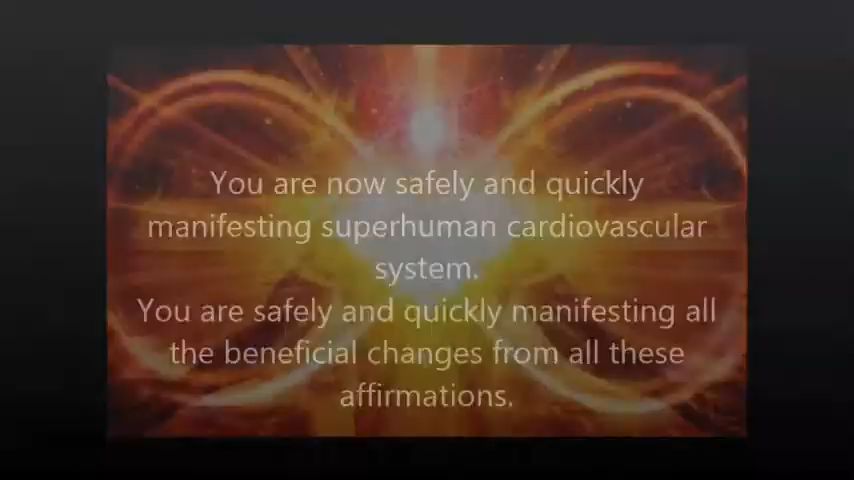 You are now safely and quickly
manifesting superhuman cardiovascular
system.
You are safely and quickly manifesting all
the beneficial changes from all these
affirmations.